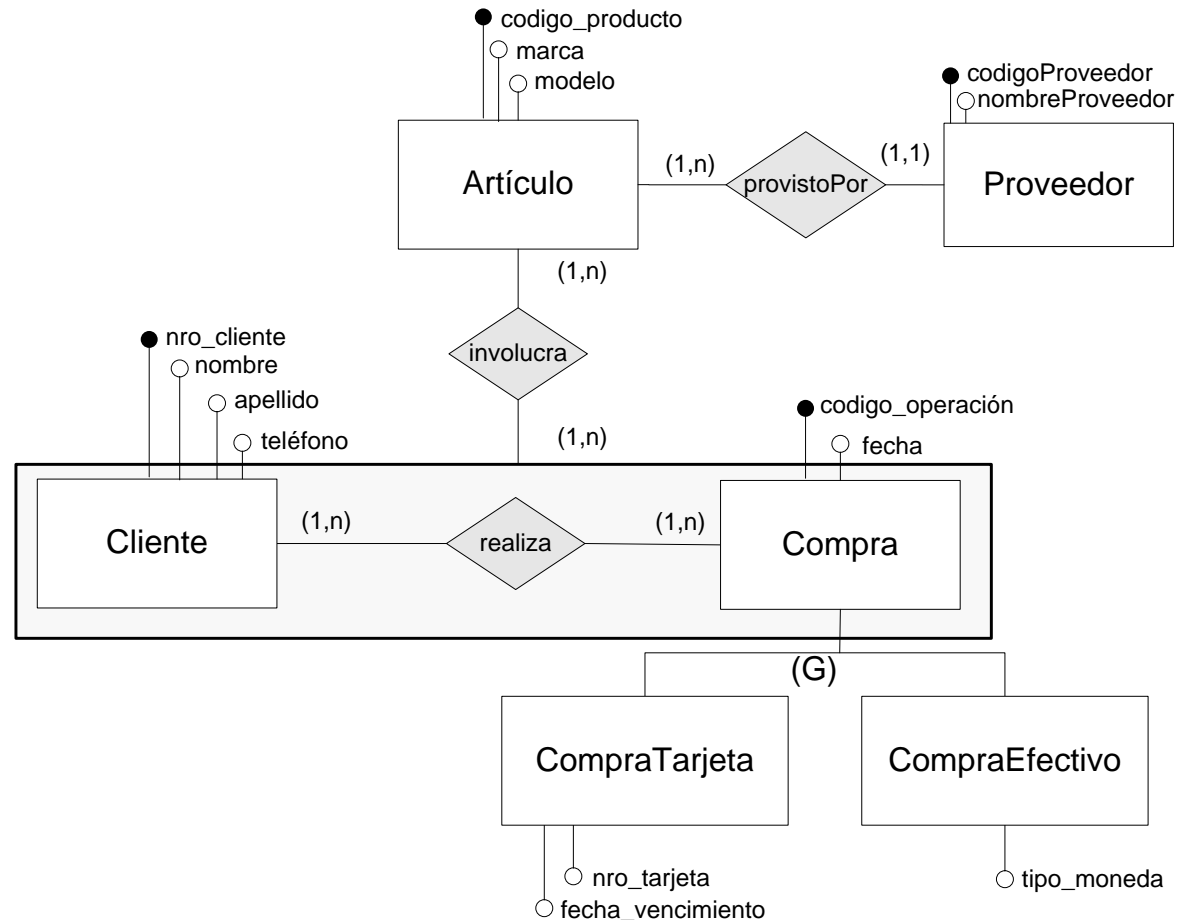 codigo_producto
marca
modelo
codigoProveedor
nombreProveedor
Artículo
(1,n)
provistoPor
(1,1)
Proveedor
(1,n)
involucra
nro_cliente
nombre
apellido
teléfono
(1,n)
codigo_operación
fecha
Cliente
(1,n)
realiza
(1,n)
Compra
(G)
CompraTarjeta
CompraEfectivo
nro_tarjeta
fecha_vencimiento
tipo_moneda